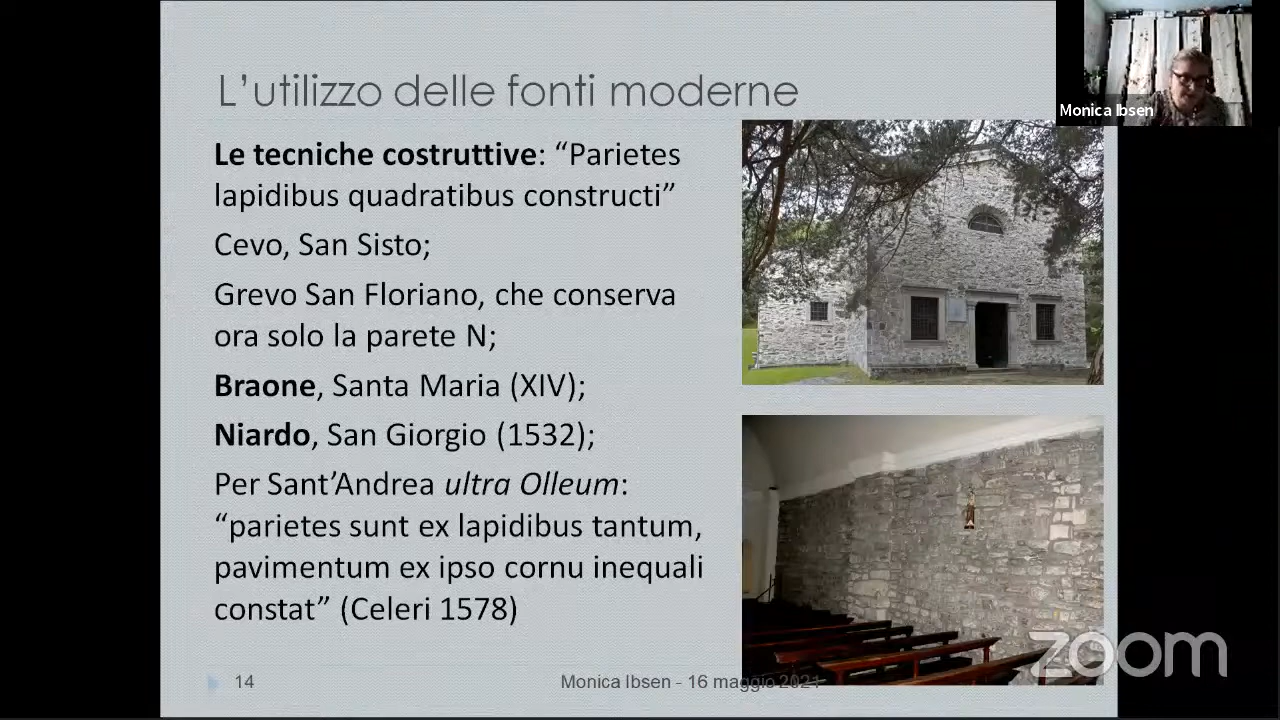 L’utilizzo delle fonti moderne
Monica Ibsen
Le tecniche costruttive: “Parietes
lapidibus quadratibus constructi”
Cevo, San Sisto;
Grevo San Floriano, che conserva
ora solo la parete N;
Braone, Santa Maria (XIV);
Niardo, San Giorgio (1532);
Per Sant’Andrea ultra Olleum:
“parietes sunt ex lapidibus tantum,
pavimentum ex ipso cornu inequali
constat” (Celeri 1578)
14
Monica Ibsen - 16 maggio 2021
zoom